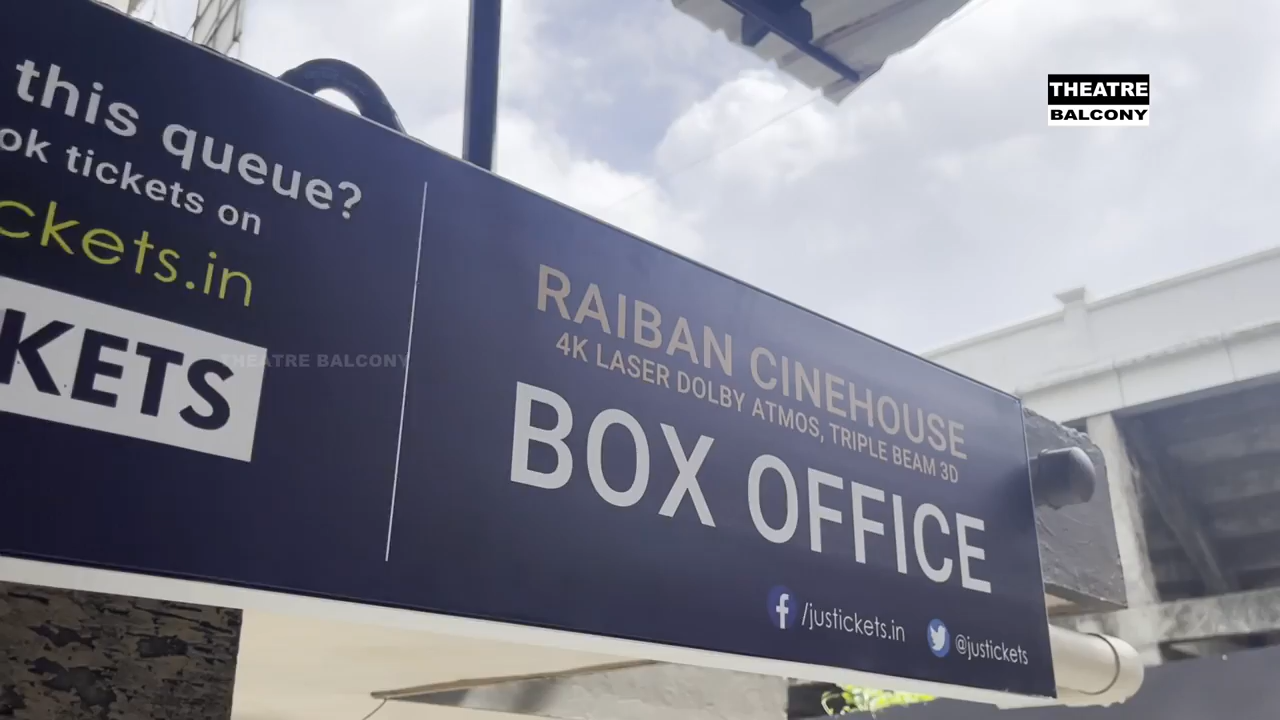 this queue?
ok tickets on
ckets.in
KETS
RAIBAN CINEHOUSE
4K LASER DOLBY ATMOS, TRIPLE BEAM 3D
BOX OFFICE
/justickets.in @justickets
THEATRE
BALCONY
THEATRE BALCONY